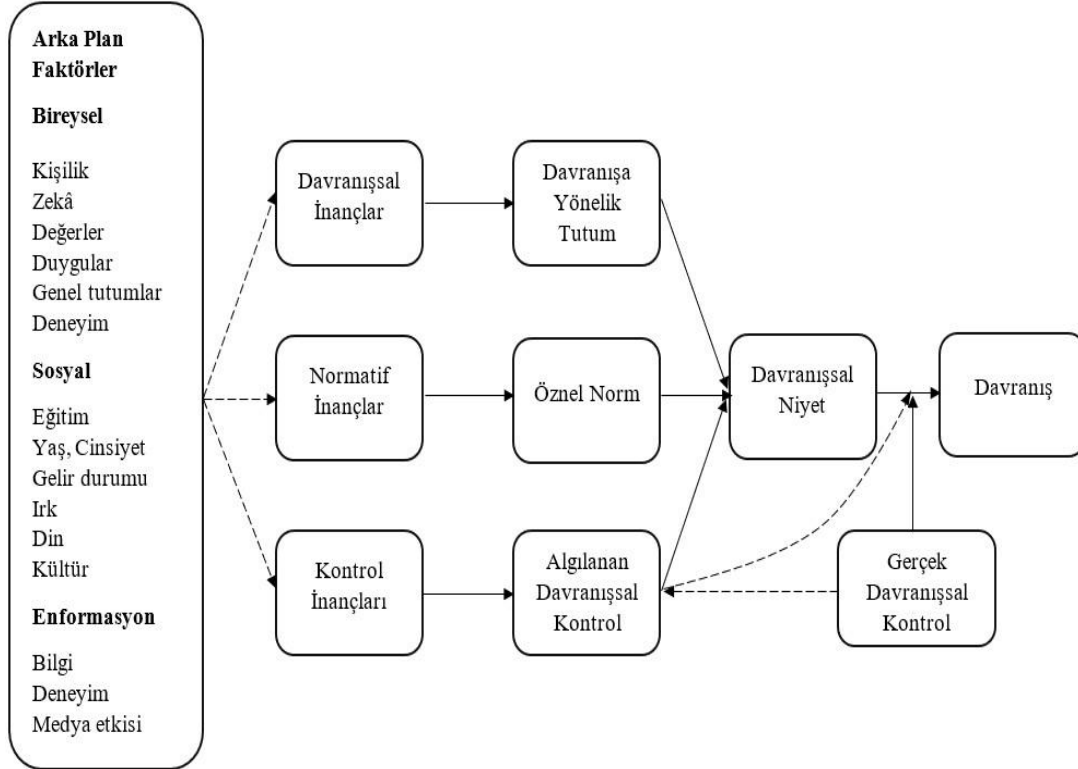 Arka Plan
Faktörler
Bireysel
Kişilik
Zekâ
Değerler
Duygular
Genel tutumlar
Deneyim
Sosyal
Eğitim
Yaş, Cinsiyet
Gelir durumu
Irk
Din
Kültür
Enformasyon
Bilgi
Deneyim
Medya etkisi
Davranışsal
İnançlar
Davranışa
Yönelik
Tutum
Normatif
İnançlar
Öznel Norm
Davranışsal
Niyet
Davranış
Kontrol
İnançları
Algılanan
Davranışsal
Kontrol
Gerçek
Davranışsal
Kontrol